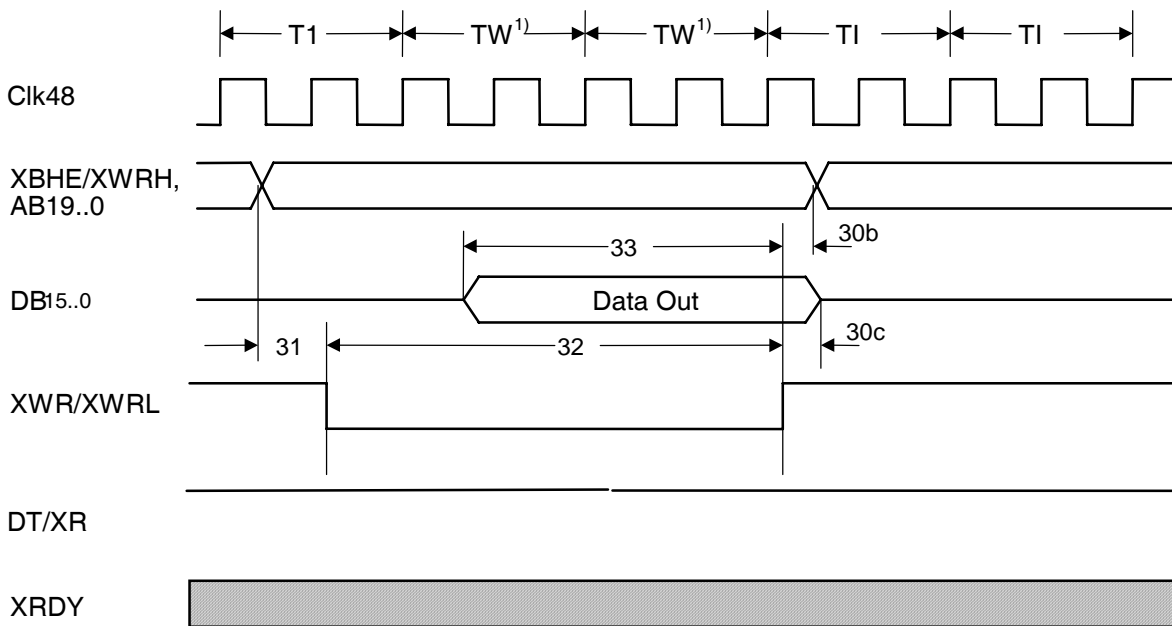 T1 TW1) TW1) TI TI
Clk48
XBHE/XWRH,
AB19..0
30b
33
DB15..0 Data Out
30c
31 32
XWR/XWRL
DT/XR
XRDY